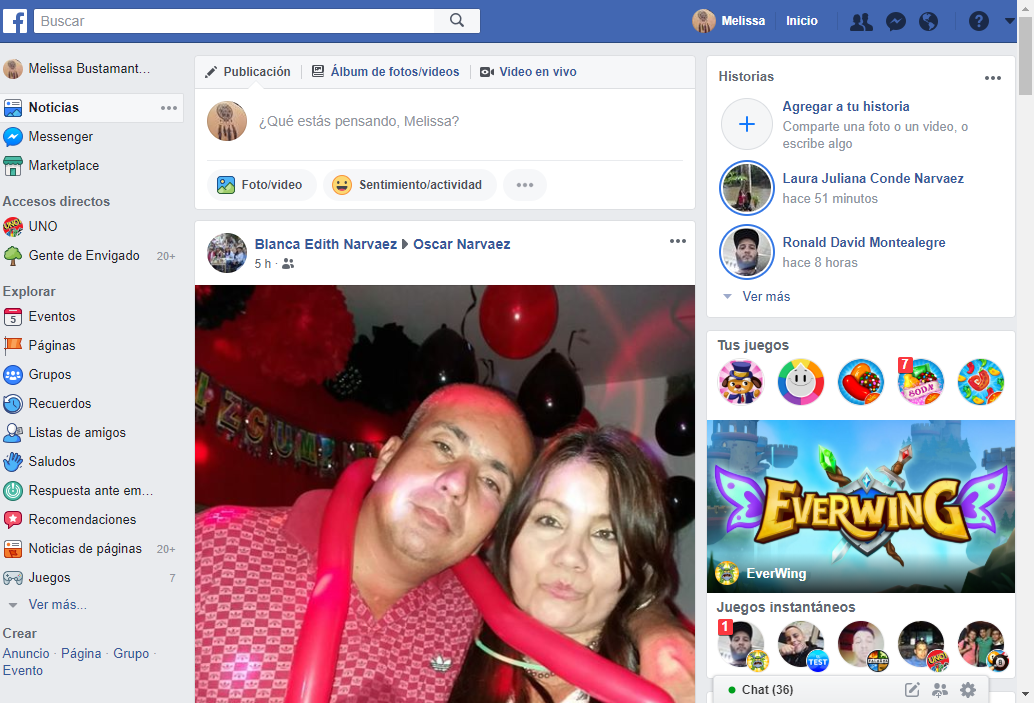 f
Buscar
Melissa
Inicio
?
Melissa Bustamant...
Noticias
Messenger
Marketplace
Accesos directos
UNO
Gente de Envigado 20+
Explorar
5
Eventos
Páginas
Grupos
Recuerdos
Listas de amigos
Saludos
Respuesta ante em...
Recomendaciones
Noticias de páginas 20+
Juegos 7
Ver más...
Crear
Anuncio · Página · Grupo ·
Evento
Publicación
Álbum de fotos/videos
Video en vivo
¿Qué estás pensando, Melissa?
Foto/video
Sentimiento/actividad
Blanca Edith Narvaez Oscar Narvaez
5 h ·
Historias
Agregar a tu historia
Comparte una foto o un video, o
escribe algo
Laura Juliana Conde Narvaez
hace 51 minutos
Ronald David Montealegre
hace 8 horas
Ver más
Tus juegos
7
SODA
EVERWING
EverWing
Juegos instantáneos
1
TEST
UNO
8
Chat (36)